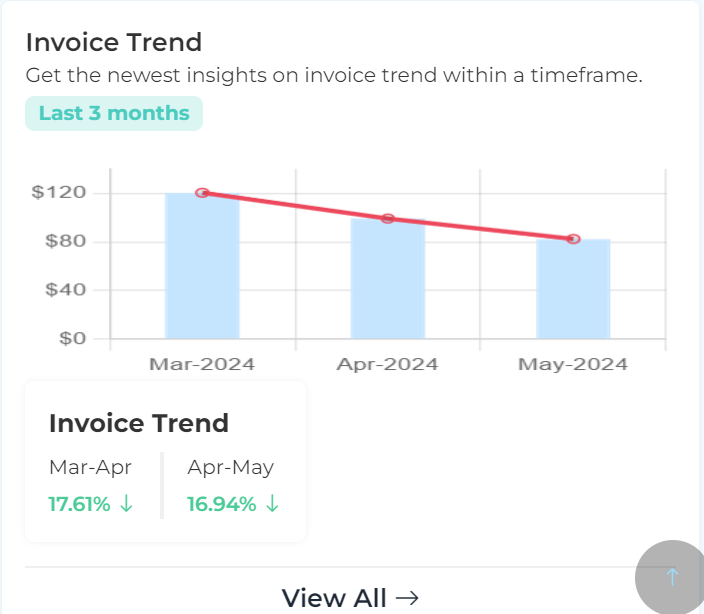 Invoice Trend
Get the newest insights on invoice trend within a timeframe.
Last 3 months
$120
$80
$40
$0
Mar-2024 Apr-2024 May-2024
Invoice Trend
Mar-Apr Apr-May
17.61% ↓ 16.94% ↓
View All →
↑